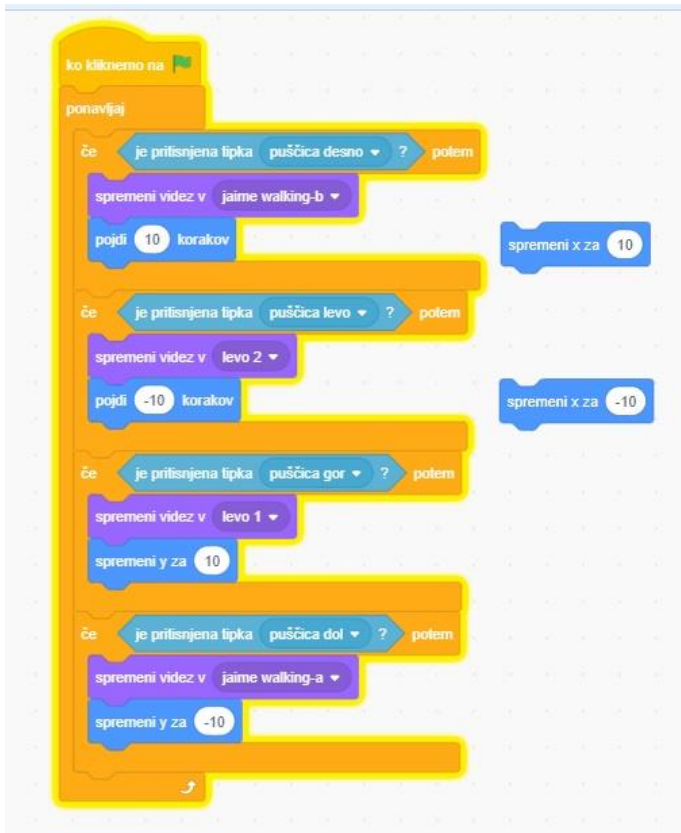 ko kliknemo na
ponavljaj
če je pritisnjena tipka puščica desno ? potem
spremeni videz v jaime walking-b
pojdi 10 korakov
spremeni x za 10
če je pritisnjena tipka puščica levo ? potem
spremeni videz v levo 2
pojdi -10 korakov
spremeni x za -10
če je pritisnjena tipka puščica gor ? potem
spremeni videz v levo 1
spremeni y za 10
če je pritisnjena tipka puščica dol ? potem
spremeni videz v jaime walking-a
spremeni y za -10